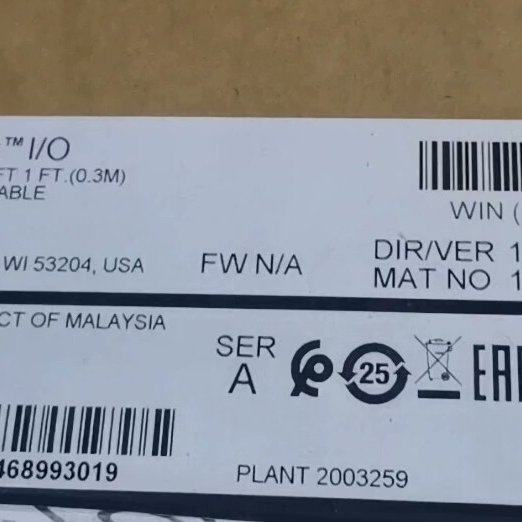 ™ I/O
FT 1 FT.(0.3M)
ABLE
WIN (
WI 53204, USA
FW N/A
DIR/VER 1
MAT NO 1
CT OF MALAYSIA
SER
A
25
EAC
468993019
PLANT 2003259